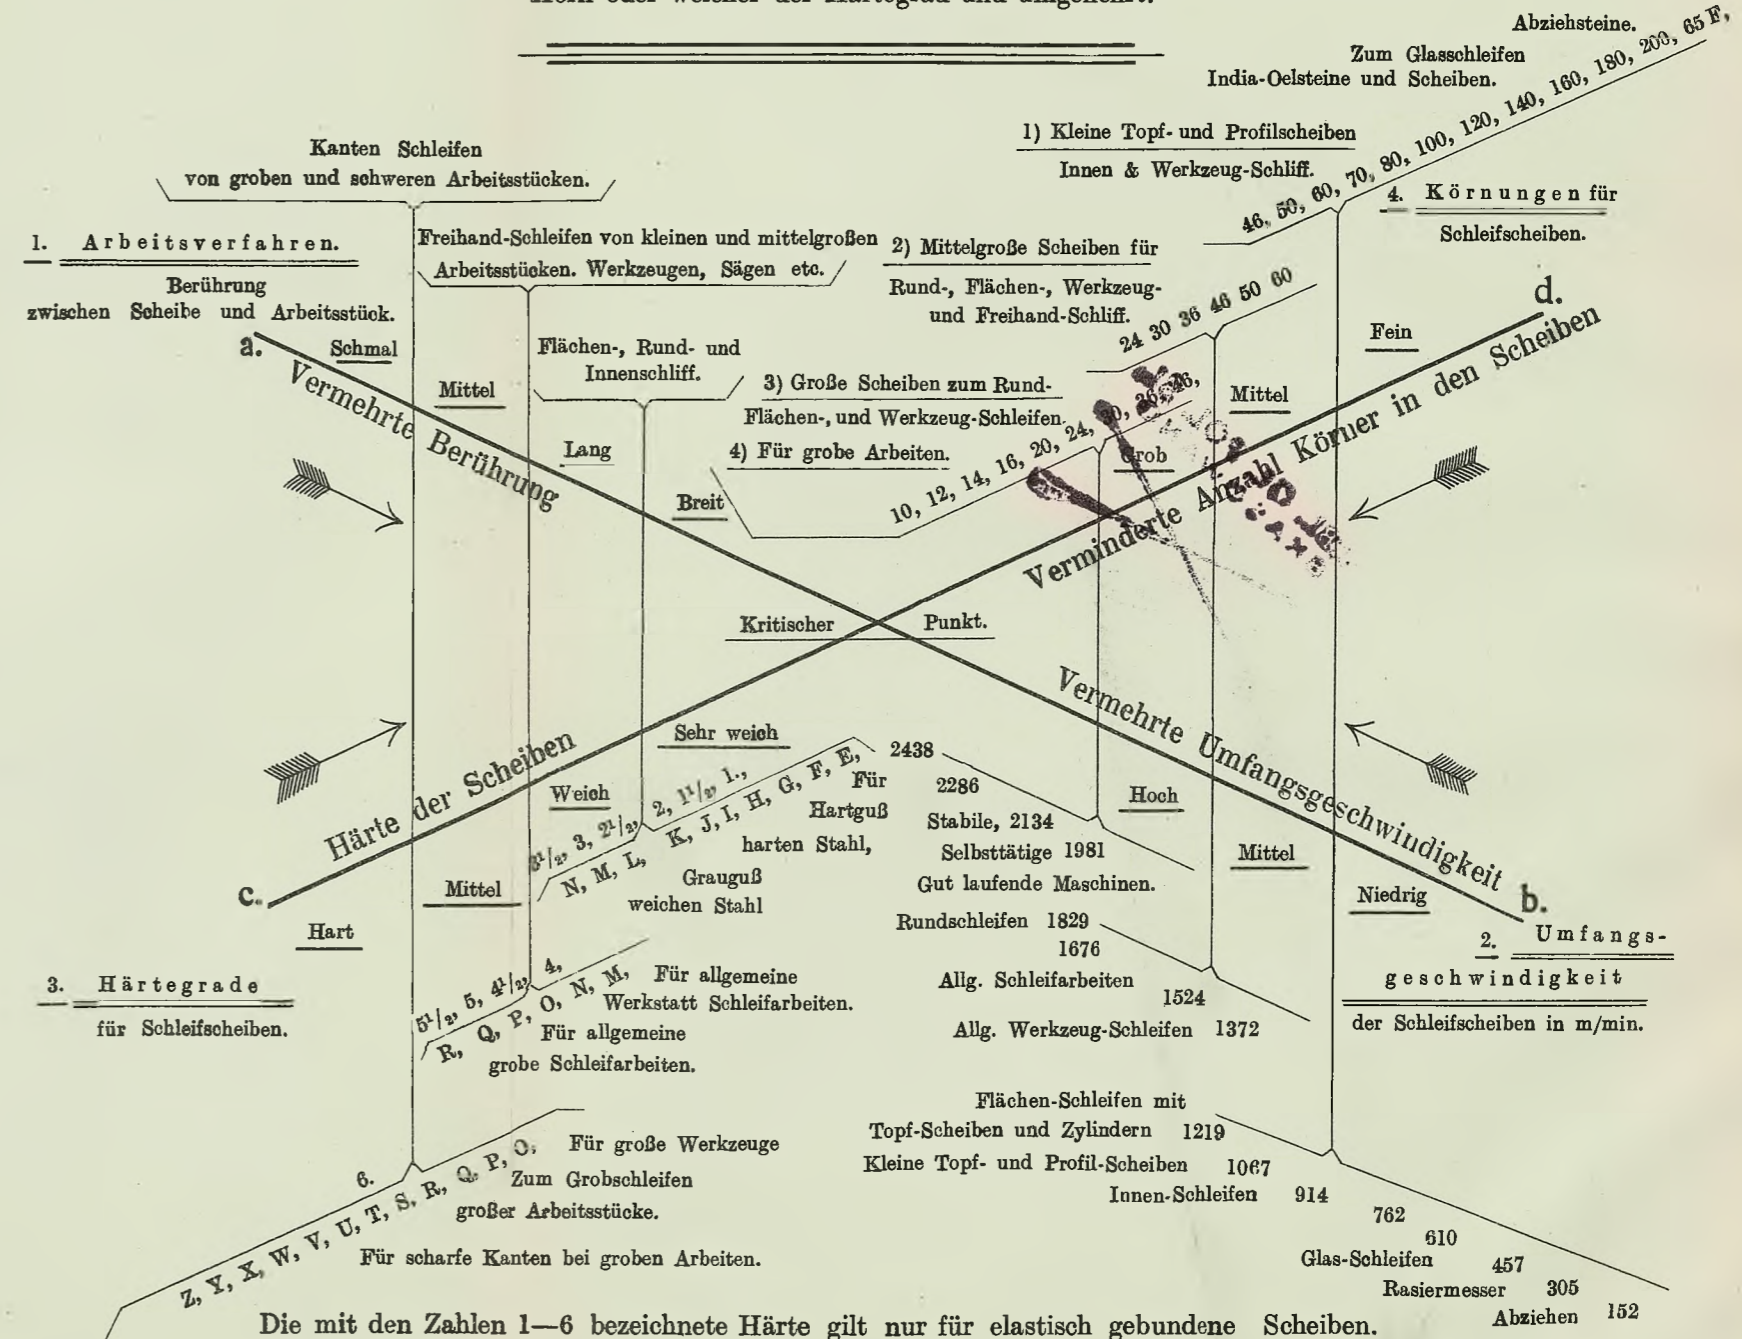 Abziehsteine.
Zum Glasschleifen
India-Oelsteine und Scheiben.
46, 50, 60, 70, 80, 100, 120, 140, 160, 180, 200, 65 F,
1) Kleine Topf- und Profilscheiben
Innen & Werkzeug-Schliff.
4. Körnungen für
Schleifscheiben.
Kanten Schleifen
von groben und schweren Arbeitsstücken.
1. Arbeitsverfahren.
Berührung
zwischen Scheibe und Arbeitsstück.
Freihand-Schleifen von kleinen und mittelgroßen
Arbeitsstücken. Werkzeugen, Sägen etc.
2) Mittelgroße Scheiben für
Rund-, Flächen-, Werkzeug-
und Freihand-Schliff.
24 30 36 46 50 60
d.
a.
Schmal
Mittel
Flächen-, Rund- und
Innenschliff.
Lang
Breit
3) Große Scheiben zum Rund-
Flächen-, und Werkzeug-Schleifen.
4) Für grobe Arbeiten.
10, 12, 14, 16, 20, 24, 30, 36, 46,
Grob
Mittel
Fein
Vermehrte Berührung
Verminderte Anzahl Körner in den Scheiben
Kritischer Punkt.
Härte der Scheiben
Vermehrte Umfangsgeschwindigkeit
Sehr weich
Weich
Mittel
Hart
c.
3. Härtegrade
für Schleifscheiben.
3½, 3, 2½, 2, 1½, 1.,
N, M, L, K, J, I, H, G, F, E,
Für
Hartguß
harten Stahl,
Grauguß
weichen Stahl
5½, 5, 4½, 4,
R, Q, P, O, N, M,
Für allgemeine
Werkstatt Schleifarbeiten.
Für allgemeine
grobe Schleifarbeiten.
6.
Z, Y, X, W, V, U, T, S, R, Q, P, O,
Für große Werkzeuge
Zum Grobschleifen
großer Arbeitsstücke.
Für scharfe Kanten bei groben Arbeiten.
2438
2286
Stabile, 2134
Selbsttätige 1981
Gut laufende Maschinen.
Hoch
Mittel
Niedrig
b.
2. Umfangs-
geschwindigkeit
der Schleifscheiben in m/min.
Rundschleifen 1829
1676
Allg. Schleifarbeiten
1524
Allg. Werkzeug-Schleifen 1372
Flächen-Schleifen mit
Topf-Scheiben und Zylindern 1219
Kleine Topf- und Profil-Scheiben 1067
Innen-Schleifen 914
762
610
Glas-Schleifen
457
Rasiermesser 305
Abziehen 152
Die mit den Zahlen 1—6 bezeichnete Härte gilt nur für elastisch gebundene Scheiben.